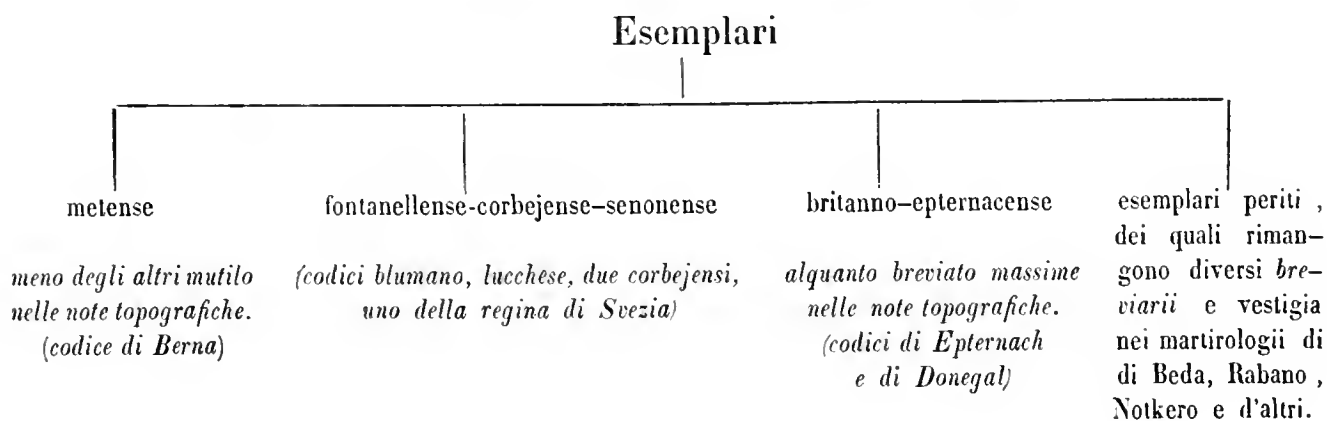 Esemplari
metense
meno degli altri mutilo
nelle note topografiche.
(codice di Berna)
fontanellense-corbejense–senonense
(codici blumano, lucchese, due corbejensi,
uno della regina di Svezia)
britanno–epternacense
alquanto breviato massime
nelle note topografiche.
(codici di Epternach
e di Donegal)
esemplari periti ,
dei quali riman–
gono diversi bre–
viarii e vestigia
nei martirologii di
di Beda, Rabano ,
Notkero e d'altri.